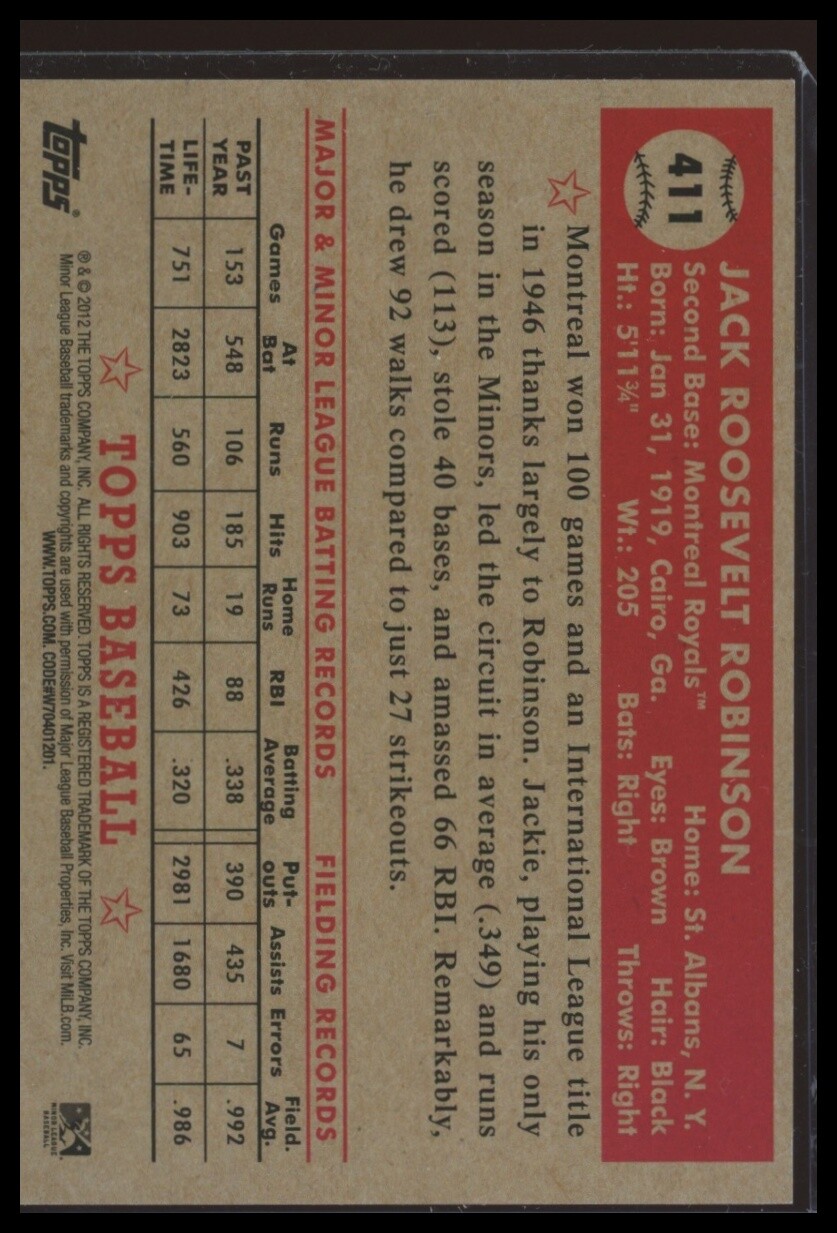 411
JACK ROOSEVELT ROBINSON
Second Base: Montreal Royals™ Home: St. Albans, N. Y.
Born: Jan 31, 1919, Cairo, Ga. Eyes: Brown Hair: Black
Ht.: 5'11¾" Wt.: 205 Bats: Right Throws: Right
Montreal won 100 games and an International League title
in 1946 thanks largely to Robinson. Jackie, playing his only
season in the Minors, led the circuit in average (.349) and runs
scored (113), stole 40 bases, and amassed 66 RBI. Remarkably,
he drew 92 walks compared to just 27 strikeouts.
MAJOR & MINOR LEAGUE BATTING RECORDS FIELDING RECORDS
Games At Bat Runs Hits Home Runs RBI Batting Average Put-outs Assists Errors Field. Avg.
PAST YEAR 153 548 106 185 19 88 .338 390 435 7 .992
LIFE-TIME 751 2823 560 903 73 426 .320 2981 1680 65 .986
TOPPS BASEBALL
topps®
® & © 2012 THE TOPPS COMPANY, INC. ALL RIGHTS RESERVED. TOPPS IS A REGISTERED TRADEMARK OF THE TOPPS COMPANY, INC.
Minor League Baseball trademarks and copyrights are used with permission of Major League Baseball Properties, Inc. Visit MiLB.com.
WWW.TOPPS.COM. CODE#W70401201.
MINOR LEAGUE
BASEBALL